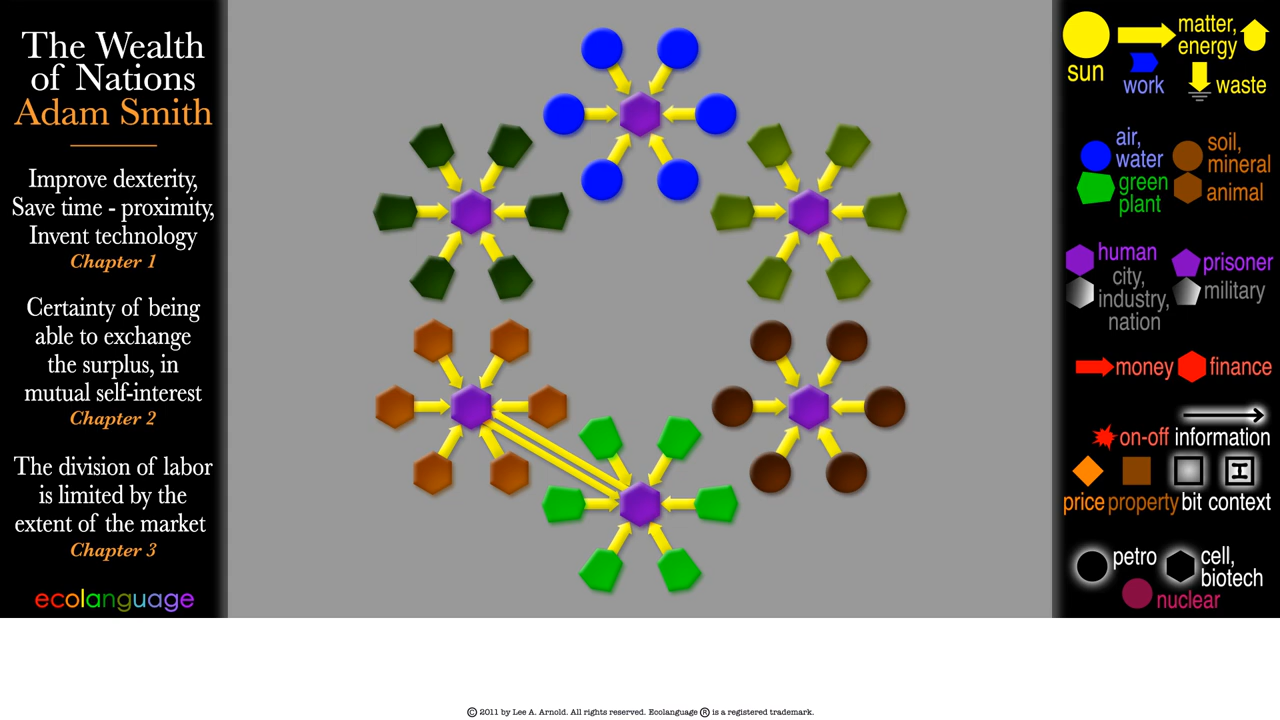 The Wealth
of Nations
Adam Smith
Improve dexterity,
Save time - proximity,
Invent technology
Chapter 1
Certainty of being
able to exchange
the surplus, in
mutual self-interest
Chapter 2
The division of labor
is limited by the
extent of the market
Chapter 3
ecolanguage
sun
matter,
energy
work
waste
air,
water
soil,
mineral
green
plant
animal
human
prisoner
city,
industry,
nation
military
money
finance
on-off
information
price
property
bit
context
petro
cell,
biotech
nuclear
© 2011 by Lee A. Arnold. All rights reserved. Ecolanguage ® is a registered trademark.